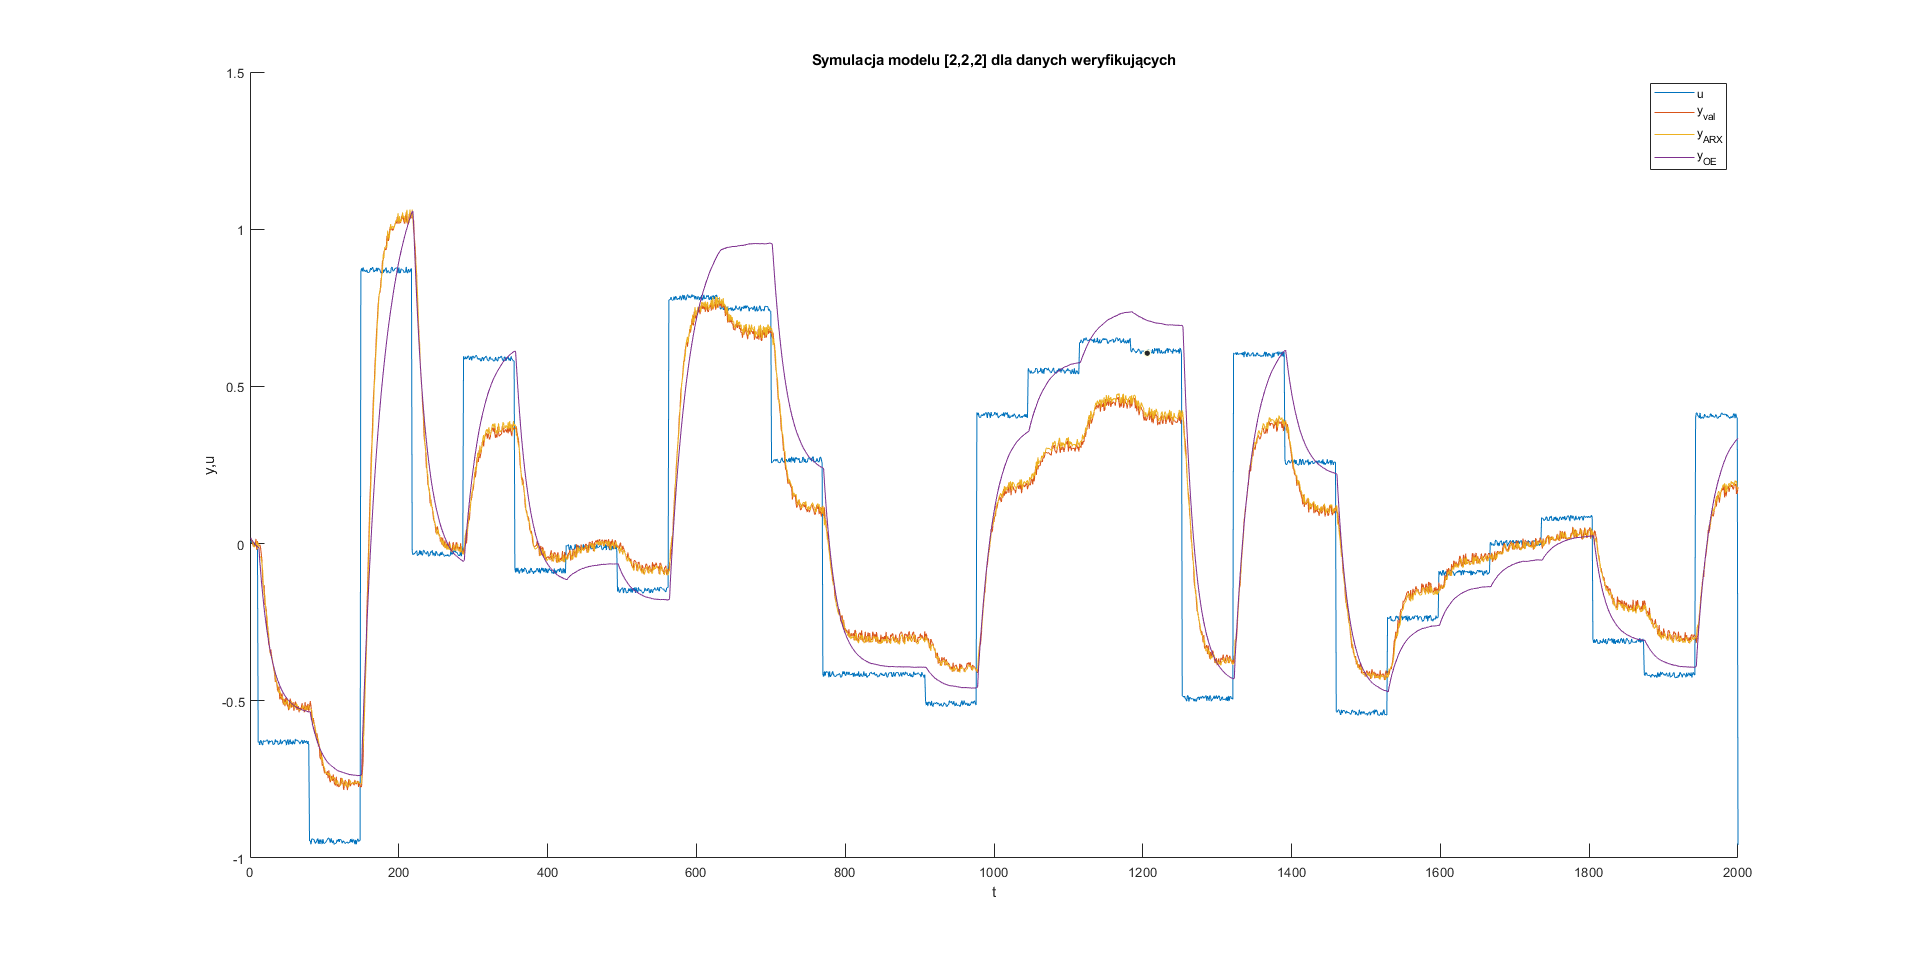 Symulacja modelu [2,2,2] dla danych weryfikujących
1.5
1
0.5
0
-0.5
-1
y,u
0 200 400 600 800 1000 1200 1400 1600 1800 2000
t
u
y_val
y_ARX
y_OE